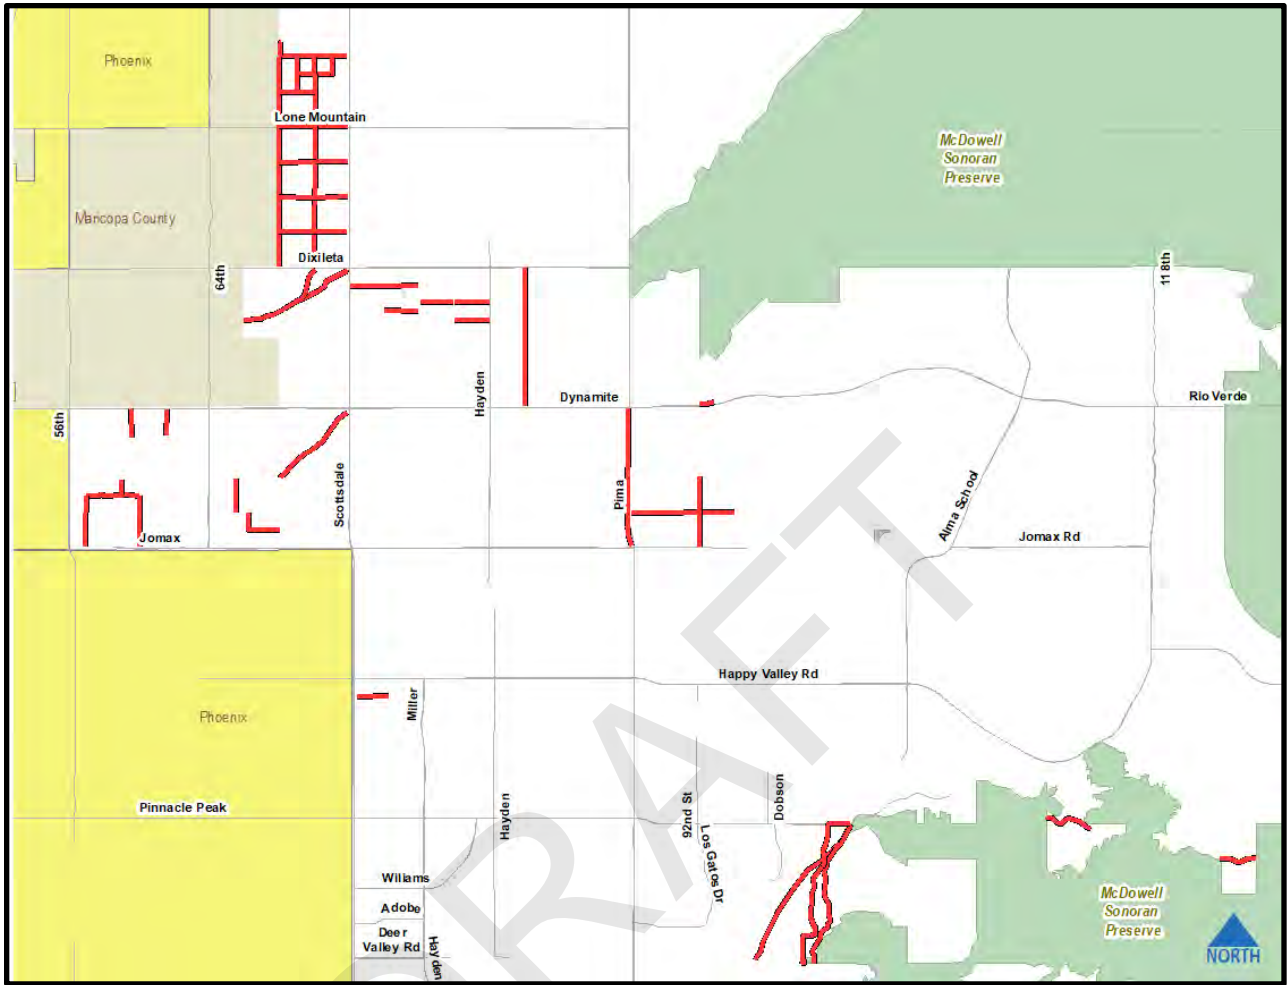 Phoenix
Lone Mountain
McDowell
Sonoran
Preserve
Maricopa County
Dixileta
64th
118th
Hayden
Dynamite
Rio Verde
56th
Scottsdale
Pima
Alma School
Jomax
Jomax Rd
Happy Valley Rd
Miller
Phoenix
Pinnacle Peak
Hayden
92nd St
Dobson
Los Gatos Dr
Williams
Adobe
Deer
Valley Rd
Hayden
McDowell
Sonoran
Preserve
NORTH
DRAFT